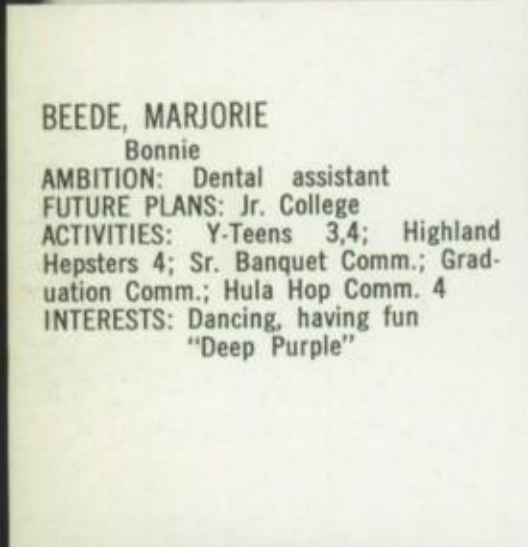 BEEDE, MARJORIE
Bonnie
AMBITION: Dental assistant
FUTURE PLANS: Jr. College
ACTIVITIES: Y-Teens 3,4; Highland
Hepsters 4; Sr. Banquet Comm.; Grad-
uation Comm.; Hula Hop Comm. 4
INTERESTS: Dancing, having fun
"Deep Purple"